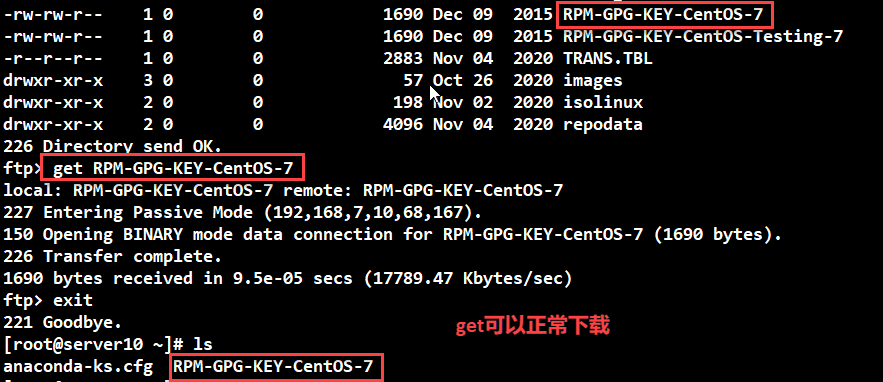 -rw-rw-r-- 1 0 0 1690 Dec 09 2015 RPM-GPG-KEY-CentOS-7
-rw-rw-r-- 1 0 0 1690 Dec 09 2015 RPM-GPG-KEY-CentOS-Testing-7
-r--r--r-- 1 0 0 2883 Nov 04 2020 TRANS.TBL
drwxr-xr-x 3 0 0 57 Oct 26 2020 images
drwxr-xr-x 2 0 0 198 Nov 02 2020 isolinux
drwxr-xr-x 2 0 0 4096 Nov 04 2020 repodata
226 Directory send OK.
ftp> get RPM-GPG-KEY-CentOS-7
local: RPM-GPG-KEY-CentOS-7 remote: RPM-GPG-KEY-CentOS-7
227 Entering Passive Mode (192,168,7,10,68,167).
150 Opening BINARY mode data connection for RPM-GPG-KEY-CentOS-7 (1690 bytes).
226 Transfer complete.
1690 bytes received in 9.5e-05 secs (17789.47 Kbytes/sec)
ftp> exit
221 Goodbye.
get可以正常下载
[root@server10 ~]# ls
anaconda-ks.cfg RPM-GPG-KEY-CentOS-7